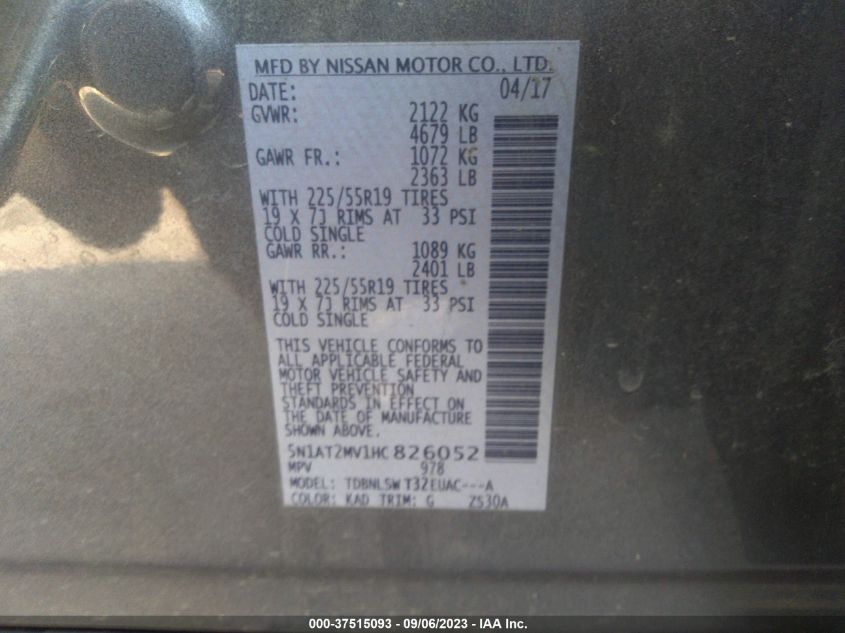 MFD BY NISSAN MOTOR CO., LTD.
DATE: 04/17
GVWR: 2122 KG
4679 LB
GAWR FR.: 1072 KG
2363 LB
WITH 225/55R19 TIRES
19 X 7J RIMS AT 33 PSI
COLD SINGLE
GAWR RR.: 1089 KG
2401 LB
WITH 225/55R19 TIRES
19 X 7J RIMS AT 33 PSI
COLD SINGLE
THIS VEHICLE CONFORMS TO
ALL APPLICABLE FEDERAL
MOTOR VEHICLE SAFETY AND
THEFT PREVENTION
STANDARDS IN EFFECT ON
THE DATE OF MANUFACTURE
SHOWN ABOVE.
5N1AT2MV1HC826052
MPV 978
MODEL: TDBNLSW T32EUAC---A
COLOR: KAD TRIM: G 2530A
000-37515093 - 09/06/2023 - IAA Inc.